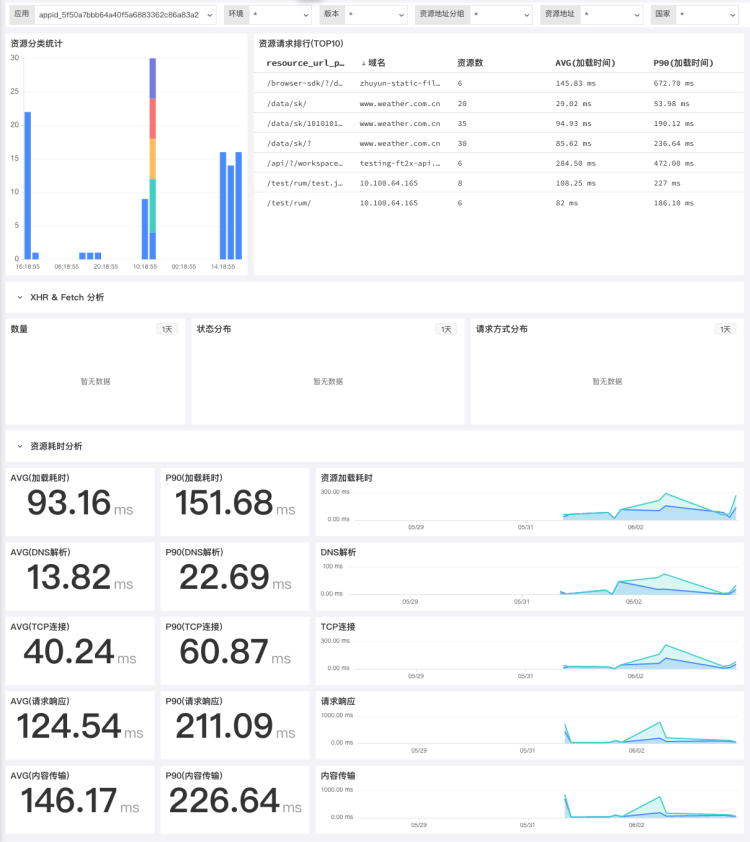 应用 appid_5f50a7bbb64a40f5a6883362c86a83a2 环境 * 版本 * 资源地址分组 * 资源地址 * 国家 *
资源分类统计
30
25
20
15
10
5
0
16:18:55 06:18:55 20:18:55 10:18:55 00:18:55 14:18:55
资源请求排行(TOP10)
resource_url_p… ↓ 域名 资源数 AVG(加载时间) P90(加载时间)
/browser-sdk/?/d… zhuyun-static-fil… 6 145.83 ms 672.70 ms
/data/sk/ www.weather.com.cn 20 29.02 ms 53.98 ms
/data/sk/1010101… www.weather.com.cn 35 94.93 ms 190.12 ms
/data/sk/? www.weather.com.cn 30 85.62 ms 236.64 ms
/api/?/workspace… testing-ft2x-api.… 6 284.50 ms 472.00 ms
/test/rum/test.j… 10.100.64.165 8 108.25 ms 227 ms
/test/rum/ 10.100.64.165 6 82 ms 186.10 ms
XHR & Fetch 分析
数量 1天
暂无数据
状态分布 1天
暂无数据
请求方式分布 1天
暂无数据
资源耗时分析
AVG(加载耗时)
93.16 ms
P90(加载耗时)
151.68 ms
资源加载耗时
300.00 ms
0.00 ms
05/29 05/31 06/02
AVG(DNS解析)
13.82 ms
P90(DNS解析)
22.69 ms
DNS解析
100 ms
0.00 ms
05/29 05/31 06/02
AVG(TCP连接)
40.24 ms
P90(TCP连接)
60.87 ms
TCP连接
300.00 ms
0.00 ms
05/29 05/31 06/02
AVG(请求响应)
124.54 ms
P90(请求响应)
211.09 ms
请求响应
1000.00 ms
0.00 ms
05/29 05/31 06/02
AVG(内容传输)
146.17 ms
P90(内容传输)
226.64 ms
内容传输
1000.00 ms
0.00 ms
05/29 05/31 06/02